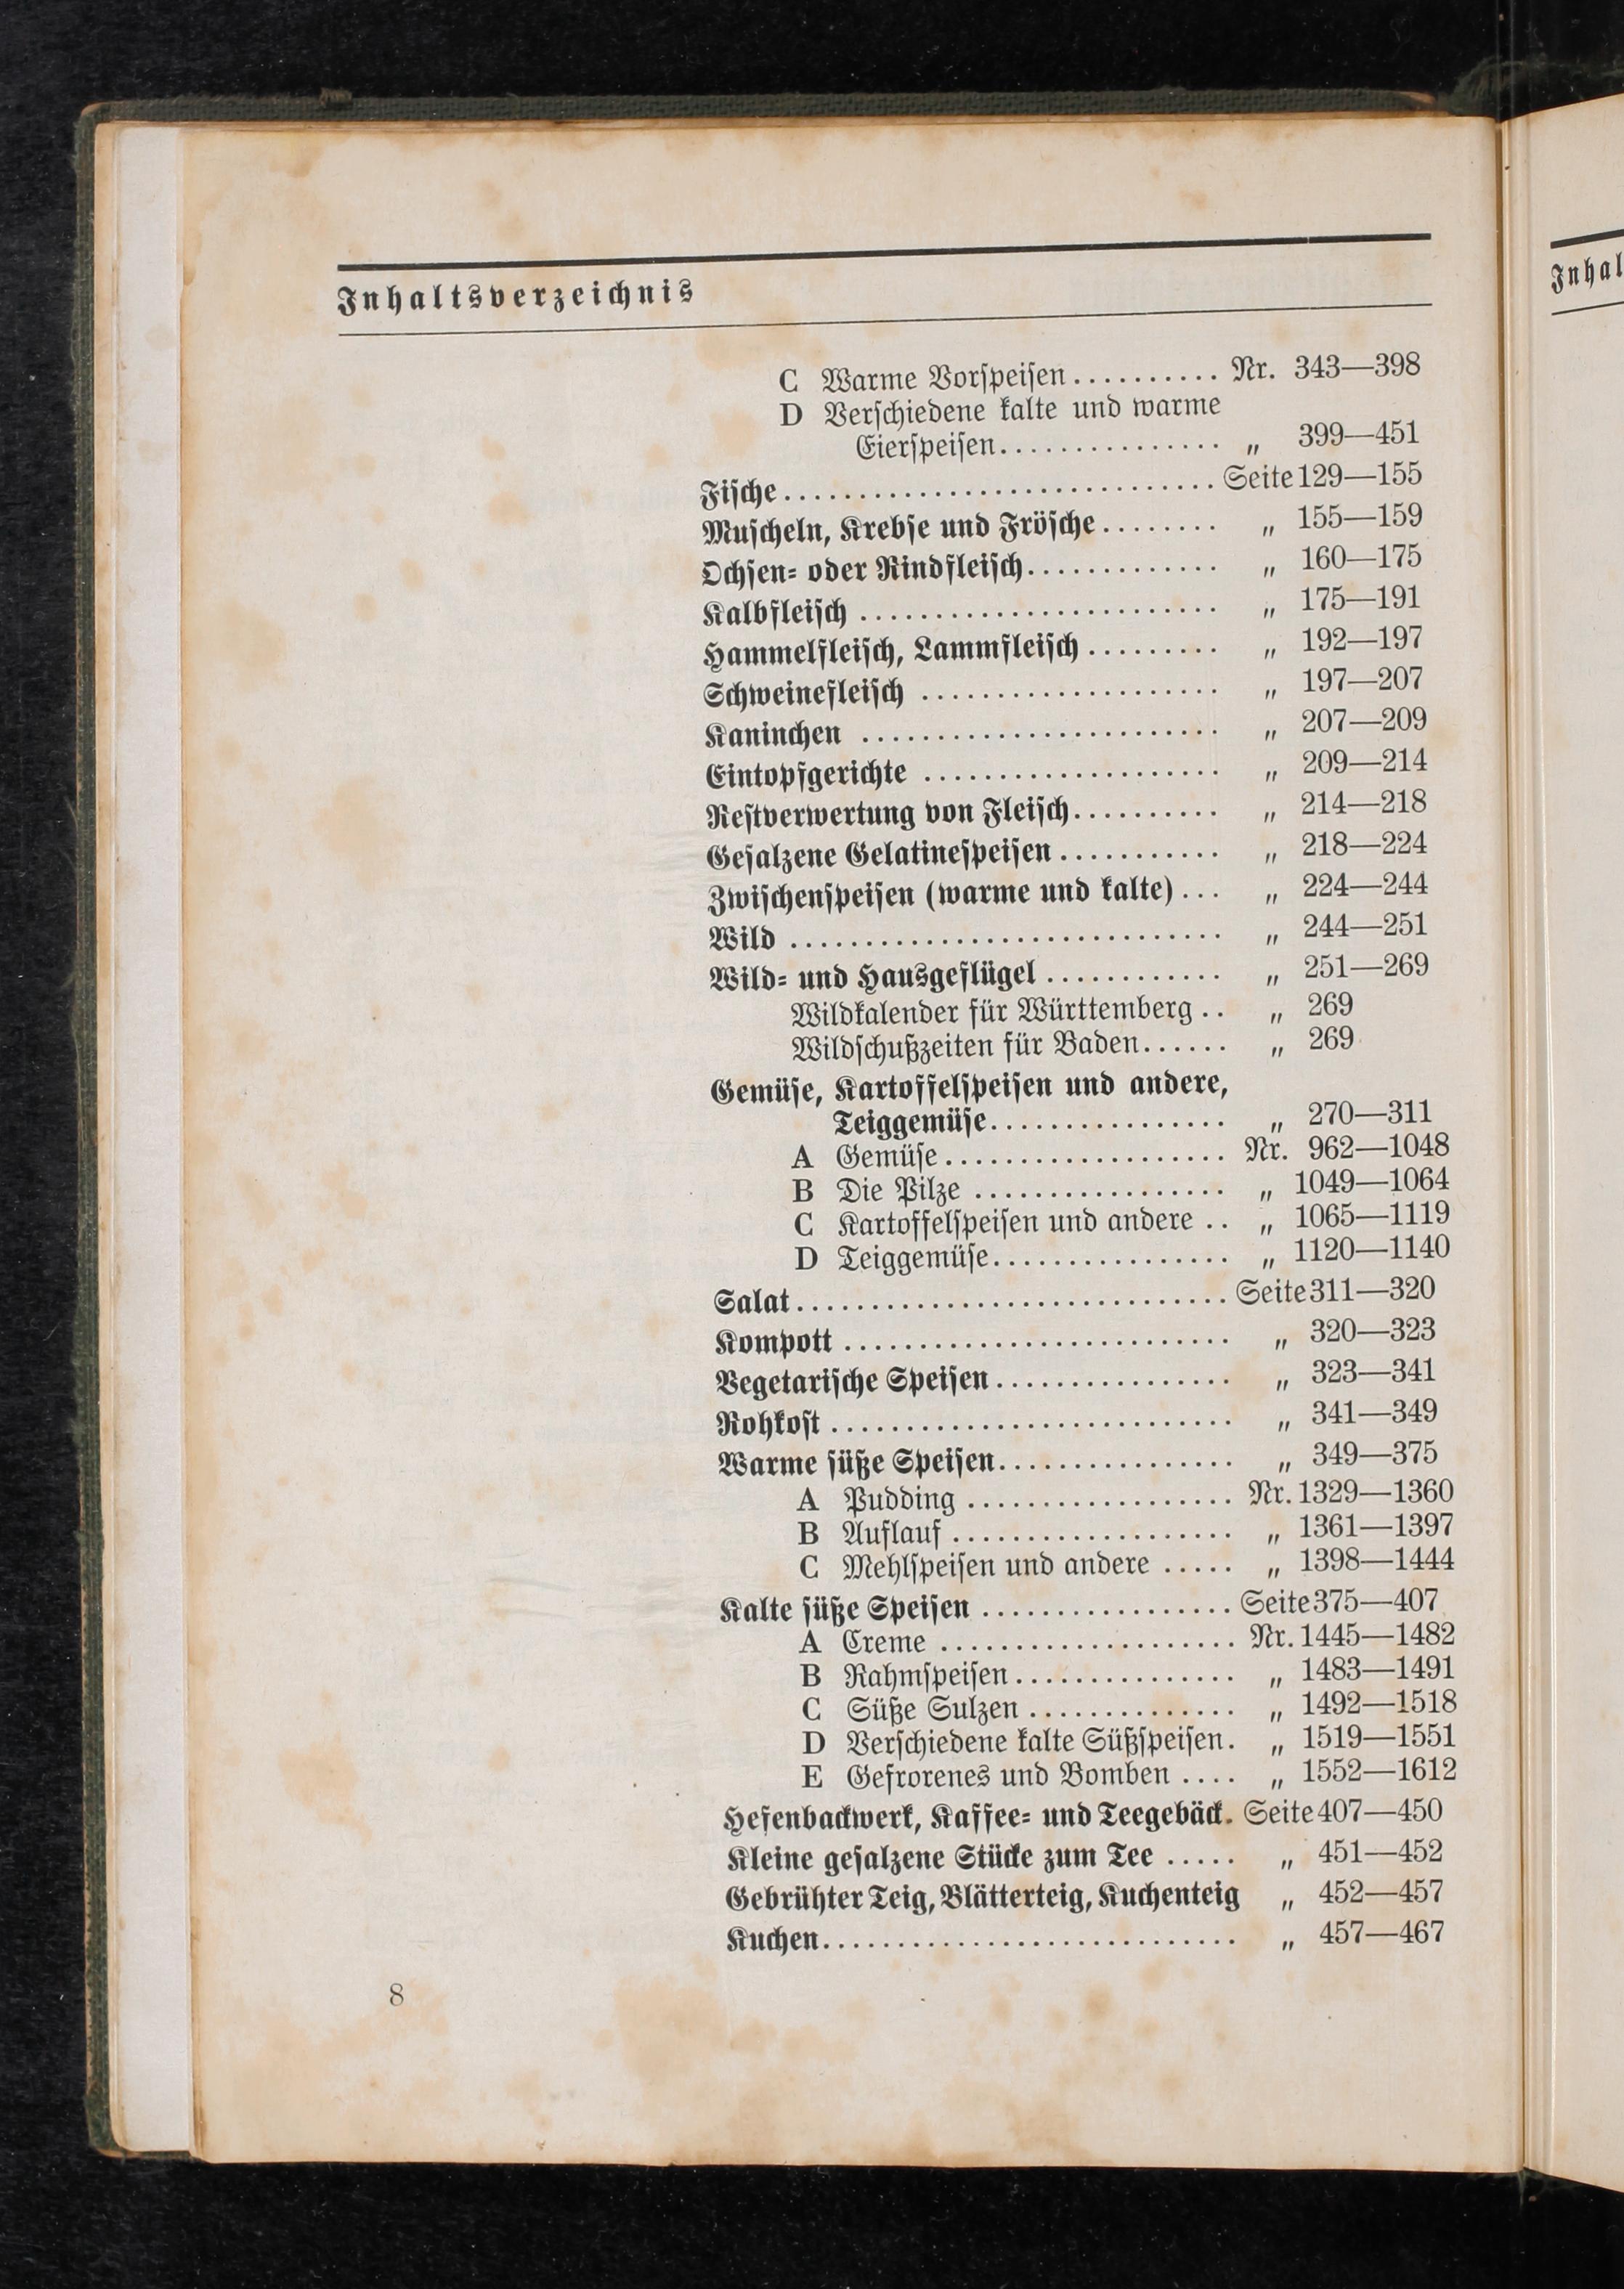 Inhaltsverzeichnis
C Warme Vorspeisen.......... Nr. 343—398
D Verschiedene kalte und warme
Eierspeisen............... „ 399—451
Fische............................. Seite 129—155
Muscheln, Krebse und Frösche........ „ 155—159
Ochsen- oder Rindfleisch............. „ 160—175
Kalbfleisch ........................ „ 175—191
Hammelfleisch, Lammfleisch ......... „ 192—197
Schweinefleisch .................... „ 197—207
Kaninchen ........................ „ 207—209
Eintopfgerichte .................... „ 209—214
Restverwertung von Fleisch.......... „ 214—218
Gesalzene Gelatinespeisen ........... „ 218—224
Zwischenspeisen (warme und kalte) ... „ 224—244
Wild ............................. „ 244—251
Wild- und Hausgeflügel ............ „ 251—269
Wildkalender für Württemberg .. „ 269
Wildschußzeiten für Baden...... „ 269
Gemüse, Kartoffelspeisen und andere,
Teiggemüse................ „ 270—311
A Gemüse ................... Nr. 962—1048
B Die Pilze ................. „ 1049—1064
C Kartoffelspeisen und andere .. „ 1065—1119
D Teiggemüse................ „ 1120—1140
Salat............................. Seite 311—320
Kompott .......................... „ 320—323
Vegetarische Speisen................ „ 323—341
Rohkost ........................... „ 341—349
Warme süße Speisen................ „ 349—375
A Pudding .................. Nr. 1329—1360
B Auflauf ................... „ 1361—1397
C Mehlspeisen und andere ..... „ 1398—1444
Kalte süße Speisen ................. Seite 375—407
A Creme .................... Nr. 1445—1482
B Rahmspeisen............... „ 1483—1491
C Süße Sulzen .............. „ 1492—1518
D Verschiedene kalte Süßspeisen. „ 1519—1551
E Gefrorenes und Bomben .... „ 1552—1612
Hefenbackwerk, Kaffee- und Teegebäck. Seite 407—450
Kleine gesalzene Stücke zum Tee ..... „ 451—452
Gebrühter Teig, Blätterteig, Kuchenteig „ 452—457
Kuchen............................ „ 457—467
8
Inhal